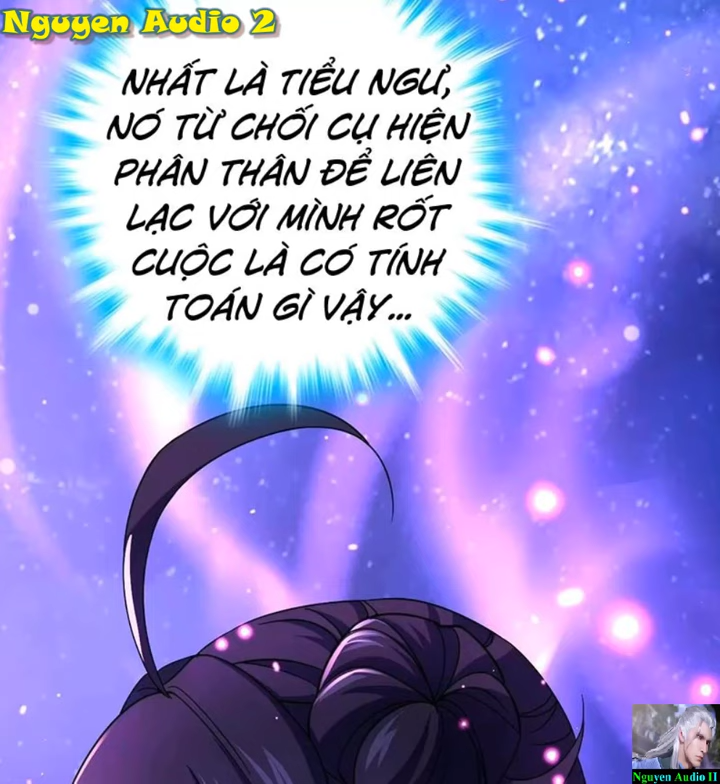 Nguyen Audio 2
NHẤT LÀ TIỂU NGƯ,
NÓ TỪ CHỐI CỤ HIỆN
PHÂN THÂN ĐỂ LIÊN
LẠC VỚI MÌNH RỐT
CUỘC LÀ CÓ TÍNH
TOÁN GÌ VẬY...
Nguyen Audio II